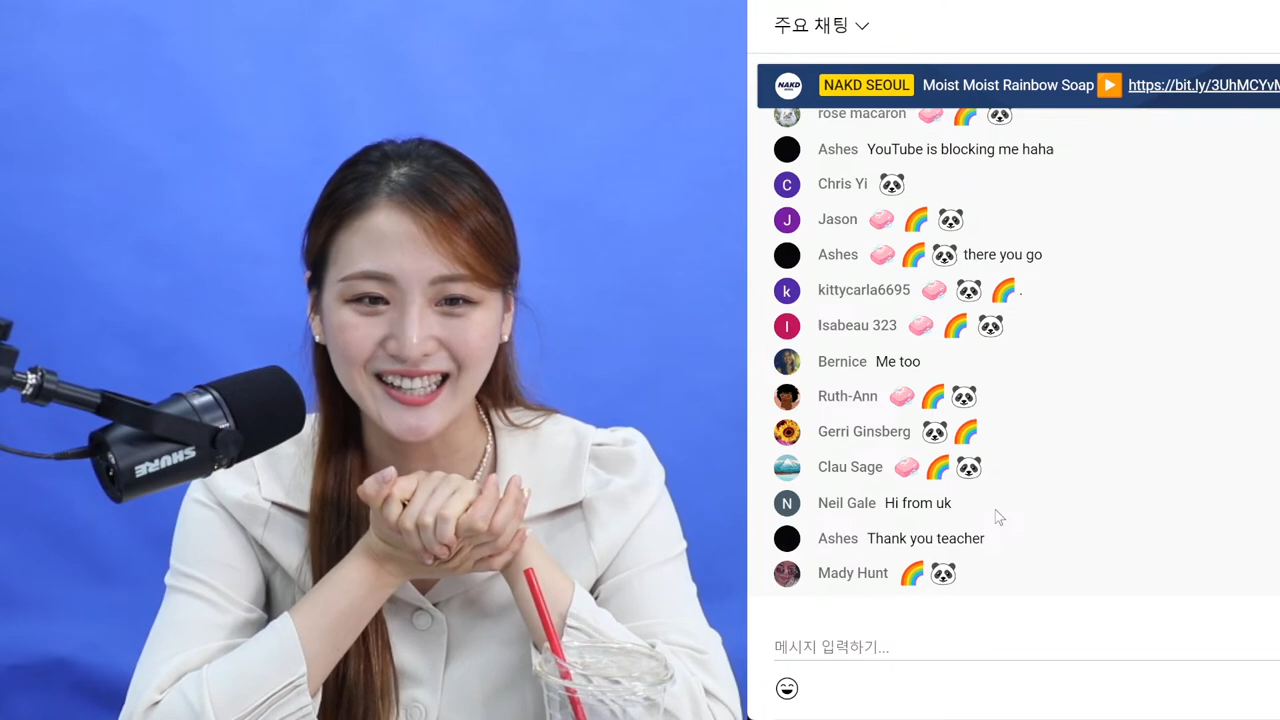 주요 채팅
NAKD SEOUL Moist Moist Rainbow Soap https://bit.ly/3UhMCYvM
rose macaron
Ashes YouTube is blocking me haha
Chris Yi
C
Jason
J
Ashes there you go
kittycarla6695 .
k
Isabeau 323
I
Bernice Me too
Ruth-Ann
Gerri Ginsberg
Clau Sage
Neil Gale Hi from uk
N
Ashes Thank you teacher
Mady Hunt
메시지 입력하기...
SHURE
NAKD